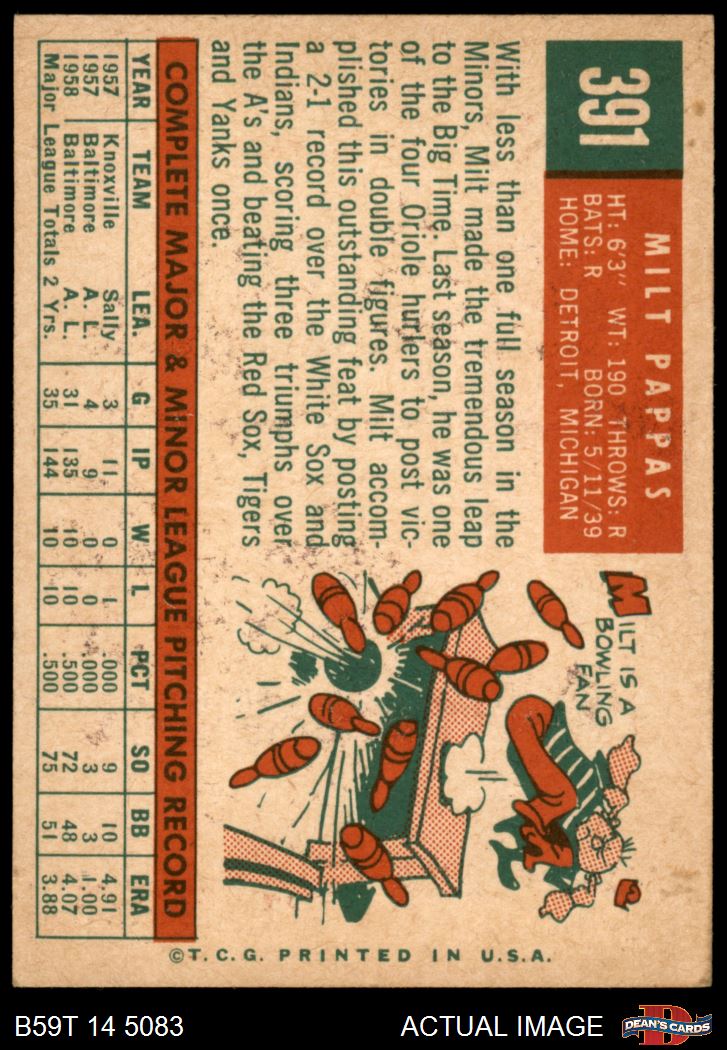 391
MILT PAPPAS
HT: 6'3" WT: 190 THROWS: R
BATS: R BORN: 5/11/39
HOME: DETROIT, MICHIGAN
With less than one full season in the
Minors, Milt made the tremendous leap
to the Big Time. Last season, he was one
of the four Oriole hurlers to post vic-
tories in double figures. Milt accom-
plished this outstanding feat by posting
a 2-1 record over the White Sox and
Indians, scoring three triumphs over
the A's and beating the Red Sox, Tigers
and Yanks once.
MILT IS A
BOWLING
FAN
COMPLETE MAJOR & MINOR LEAGUE PITCHING RECORD
YEAR TEAM LEA. G IP W L PCT SO BB ERA
1957 Knoxville Sally 3 11 0 1 .000 9 10 4.91
1957 Baltimore A. L. 4 9 0 0 .000 3 3 1.00
1958 Baltimore A. L. 31 135 10 10 .500 72 48 4.07
Major League Totals 2 Yrs. 35 144 10 10 .500 75 51 3.88
©T.C.G. PRINTED IN U.S.A.
B59T 14 5083
ACTUAL IMAGE
D
DEAN'S CARDS